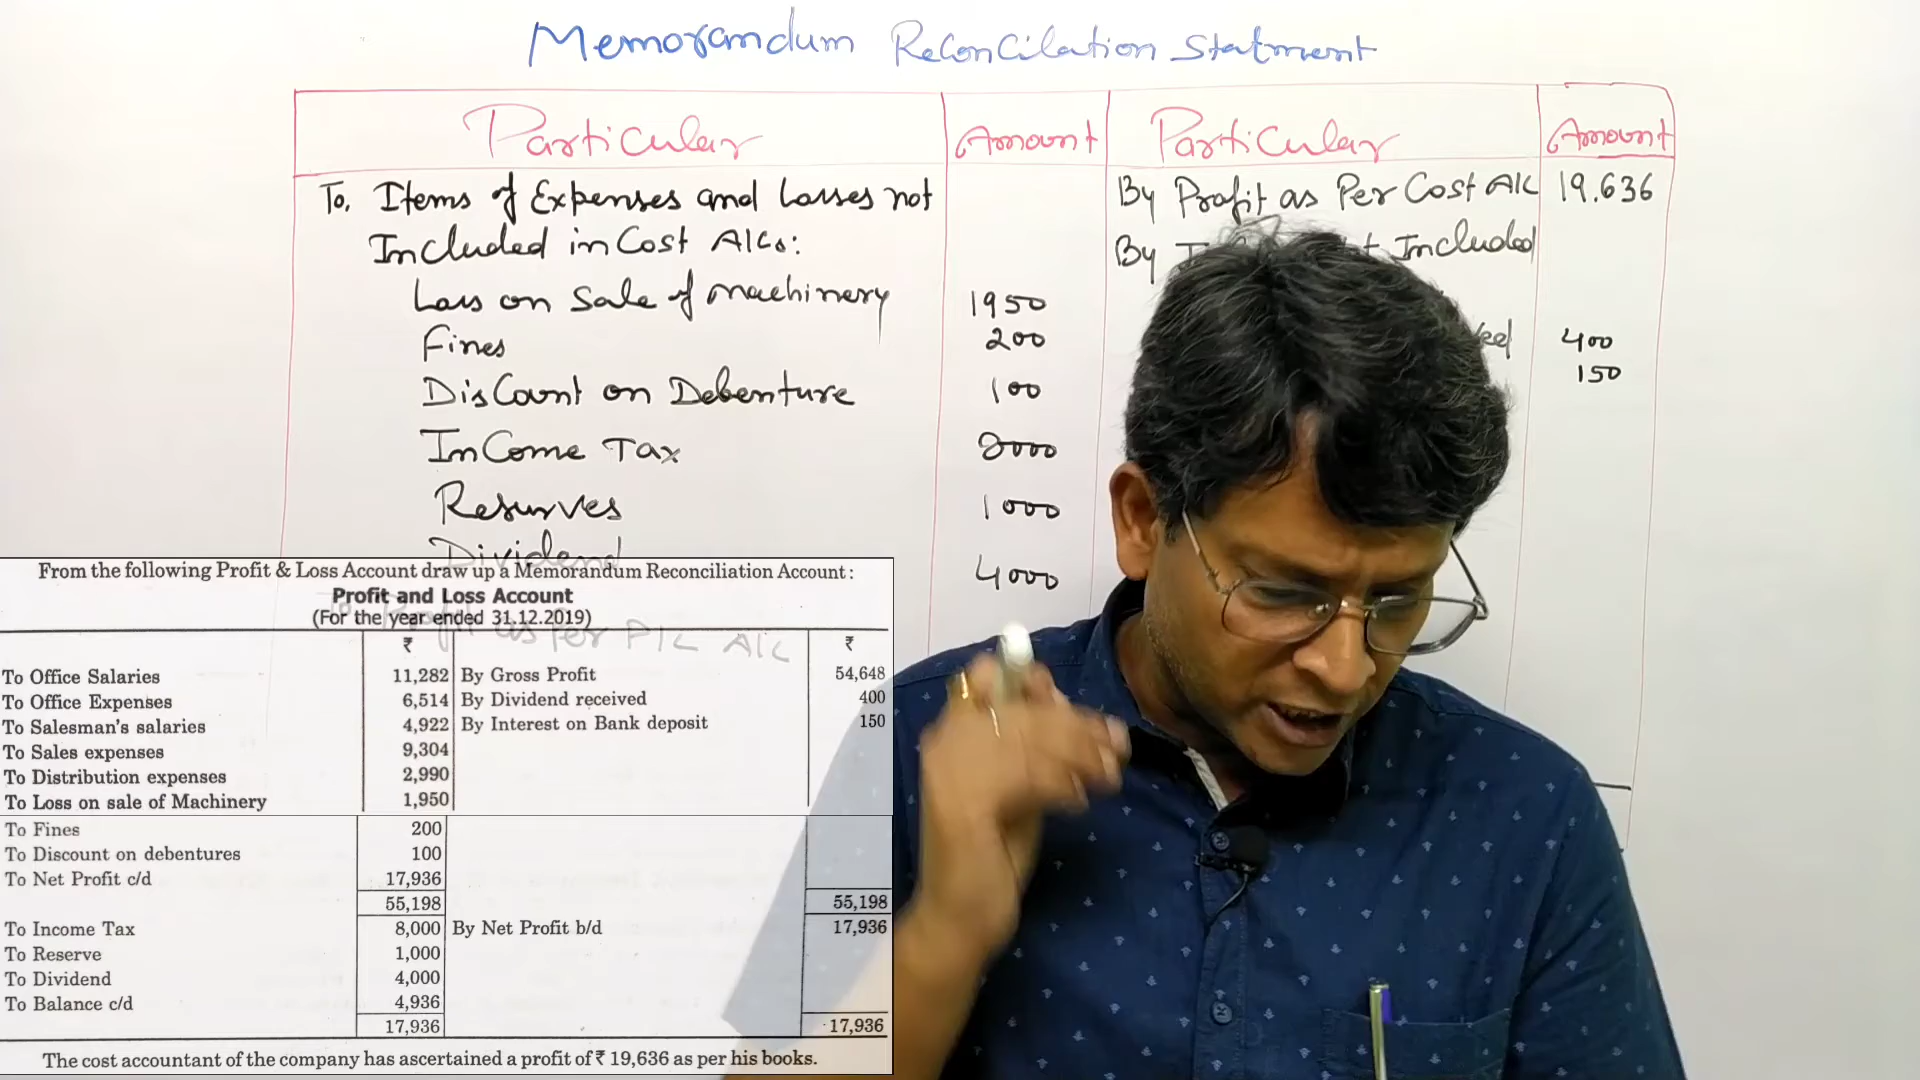 Memorandum Reconcilation Statment
Particular Amount Particular Amount
To, Items of Expenses and Losses not
Included in Cost A/Cs:
Loss on Sale of machinery 1950
Fines 200
Discount on Debenture 100
InCome Tax 8000
Reserves 1000
Dividend 4000
To Profit as Per P/L A/C
By Profit as Per Cost A/C 19.636
By Included
400
150
From the following Profit & Loss Account draw up a Memorandum Reconciliation Account:
Profit and Loss Account
(For the year ended 31.12.2019)
₹ ₹
To Office Salaries 11,282 By Gross Profit 54,648
To Office Expenses 6,514 By Dividend received 400
To Salesman's salaries 4,922 By Interest on Bank deposit 150
To Sales expenses 9,304
To Distribution expenses 2,990
To Loss on sale of Machinery 1,950
To Fines 200
To Discount on debentures 100
To Net Profit c/d 17,936
55,198 55,198
To Income Tax 8,000 By Net Profit b/d 17,936
To Reserve 1,000
To Dividend 4,000
To Balance c/d 4,936
17,936 17,936
The cost accountant of the company has ascertained a profit of ₹ 19,636 as per his books.